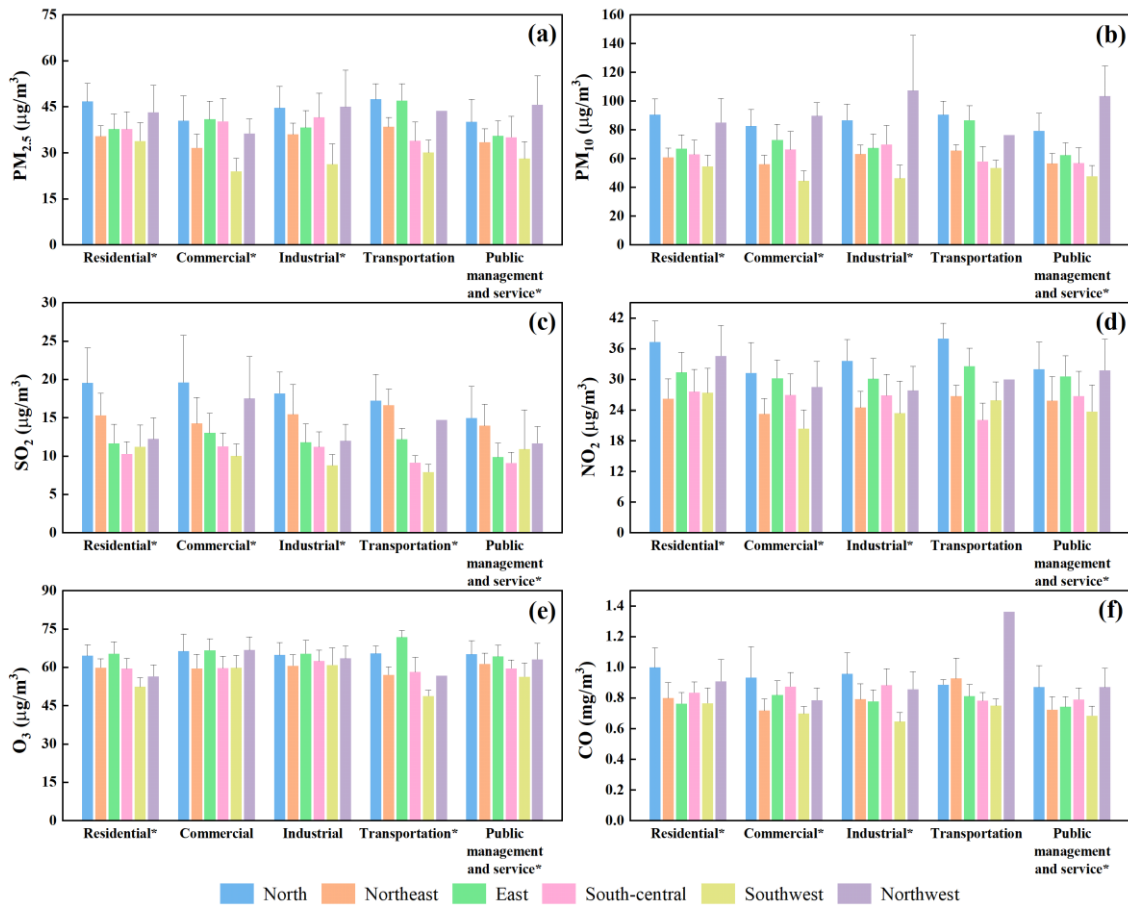 75
60
45
30
15
0
PM2.5 (μg/m³)
(a)
Residential*
Commercial*
Industrial*
Transportation
Public
management
and service*
160
140
120
100
80
60
40
20
0
PM10 (μg/m³)
(b)
Residential*
Commercial*
Industrial*
Transportation
Public
management
and service*
30
25
20
15
10
5
0
SO2 (μg/m³)
(c)
Residential*
Commercial*
Industrial*
Transportation*
Public
management
and service*
42
36
30
24
18
12
6
0
NO2 (μg/m³)
(d)
Residential*
Commercial*
Industrial*
Transportation
Public
management
and service*
90
75
60
45
30
15
0
O3 (μg/m³)
(e)
Residential*
Commercial
Industrial
Transportation*
Public
management
and service*
1.4
1.2
1.0
0.8
0.6
0.4
0.2
0.0
CO (mg/m³)
(f)
Residential*
Commercial*
Industrial*
Transportation
Public
management
and service*
North
Northeast
East
South-central
Southwest
Northwest